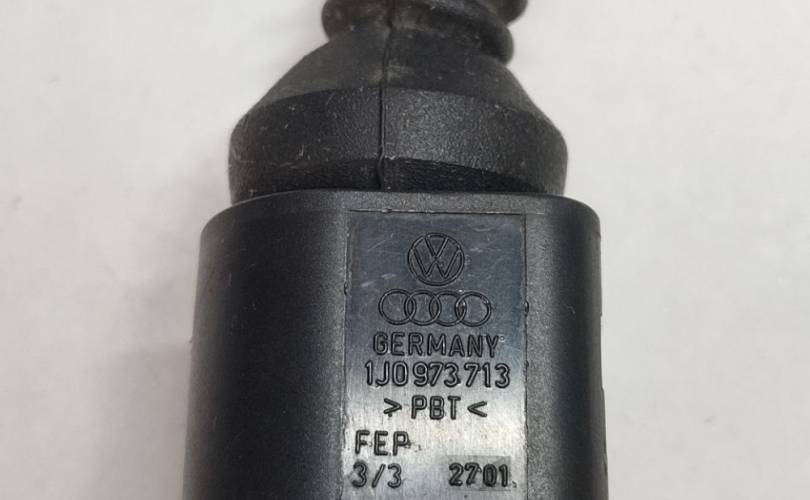 GERMANY
1J0 973 713
> PBT <
FEP
3/3 2701